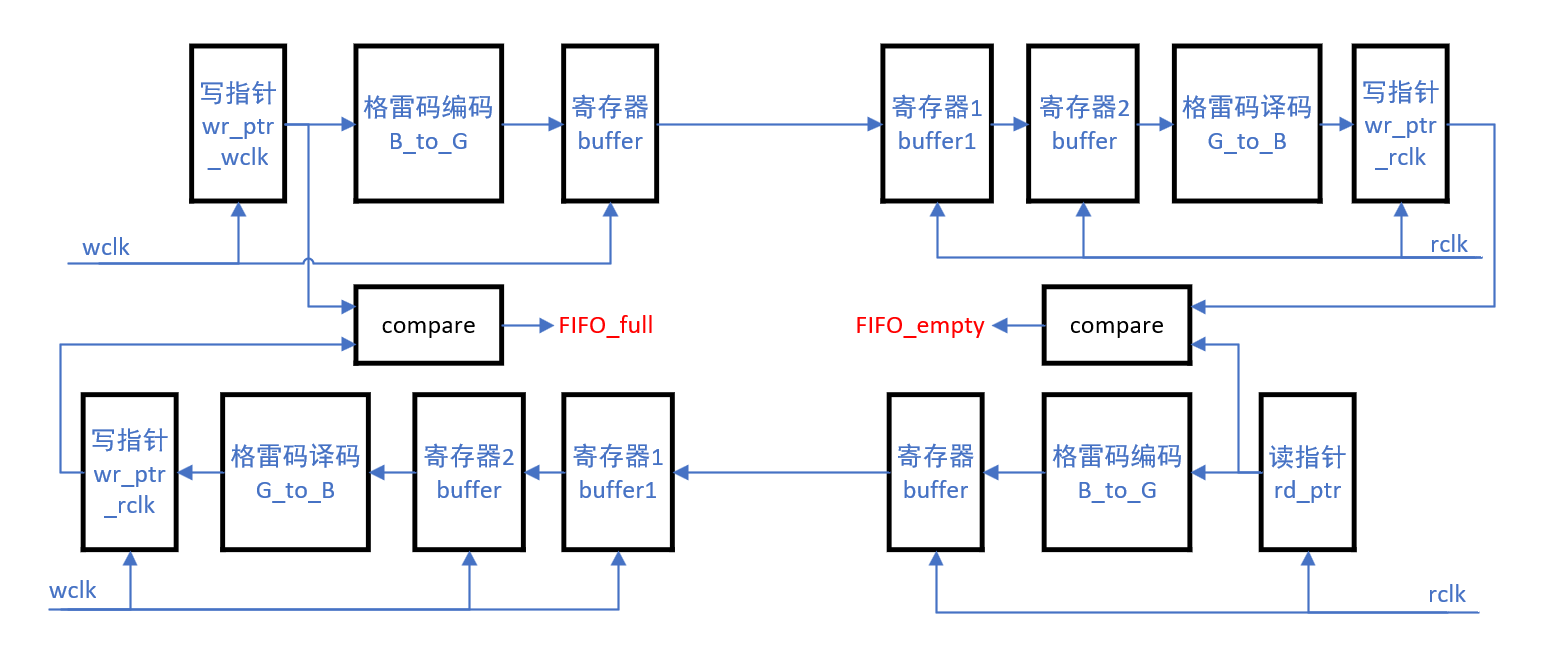 写指针
wr_ptr
_wclk
格雷码编码
B_to_G
寄存器
buffer
寄存器1
buffer1
寄存器2
buffer
格雷码译码
G_to_B
写指针
wr_ptr
_rclk
wclk
rclk
compare
FIFO_full
FIFO_empty
compare
写指针
wr_ptr
_rclk
格雷码译码
G_to_B
寄存器2
buffer
寄存器1
buffer1
寄存器
buffer
格雷码编码
B_to_G
读指针
rd_ptr
wclk
rclk